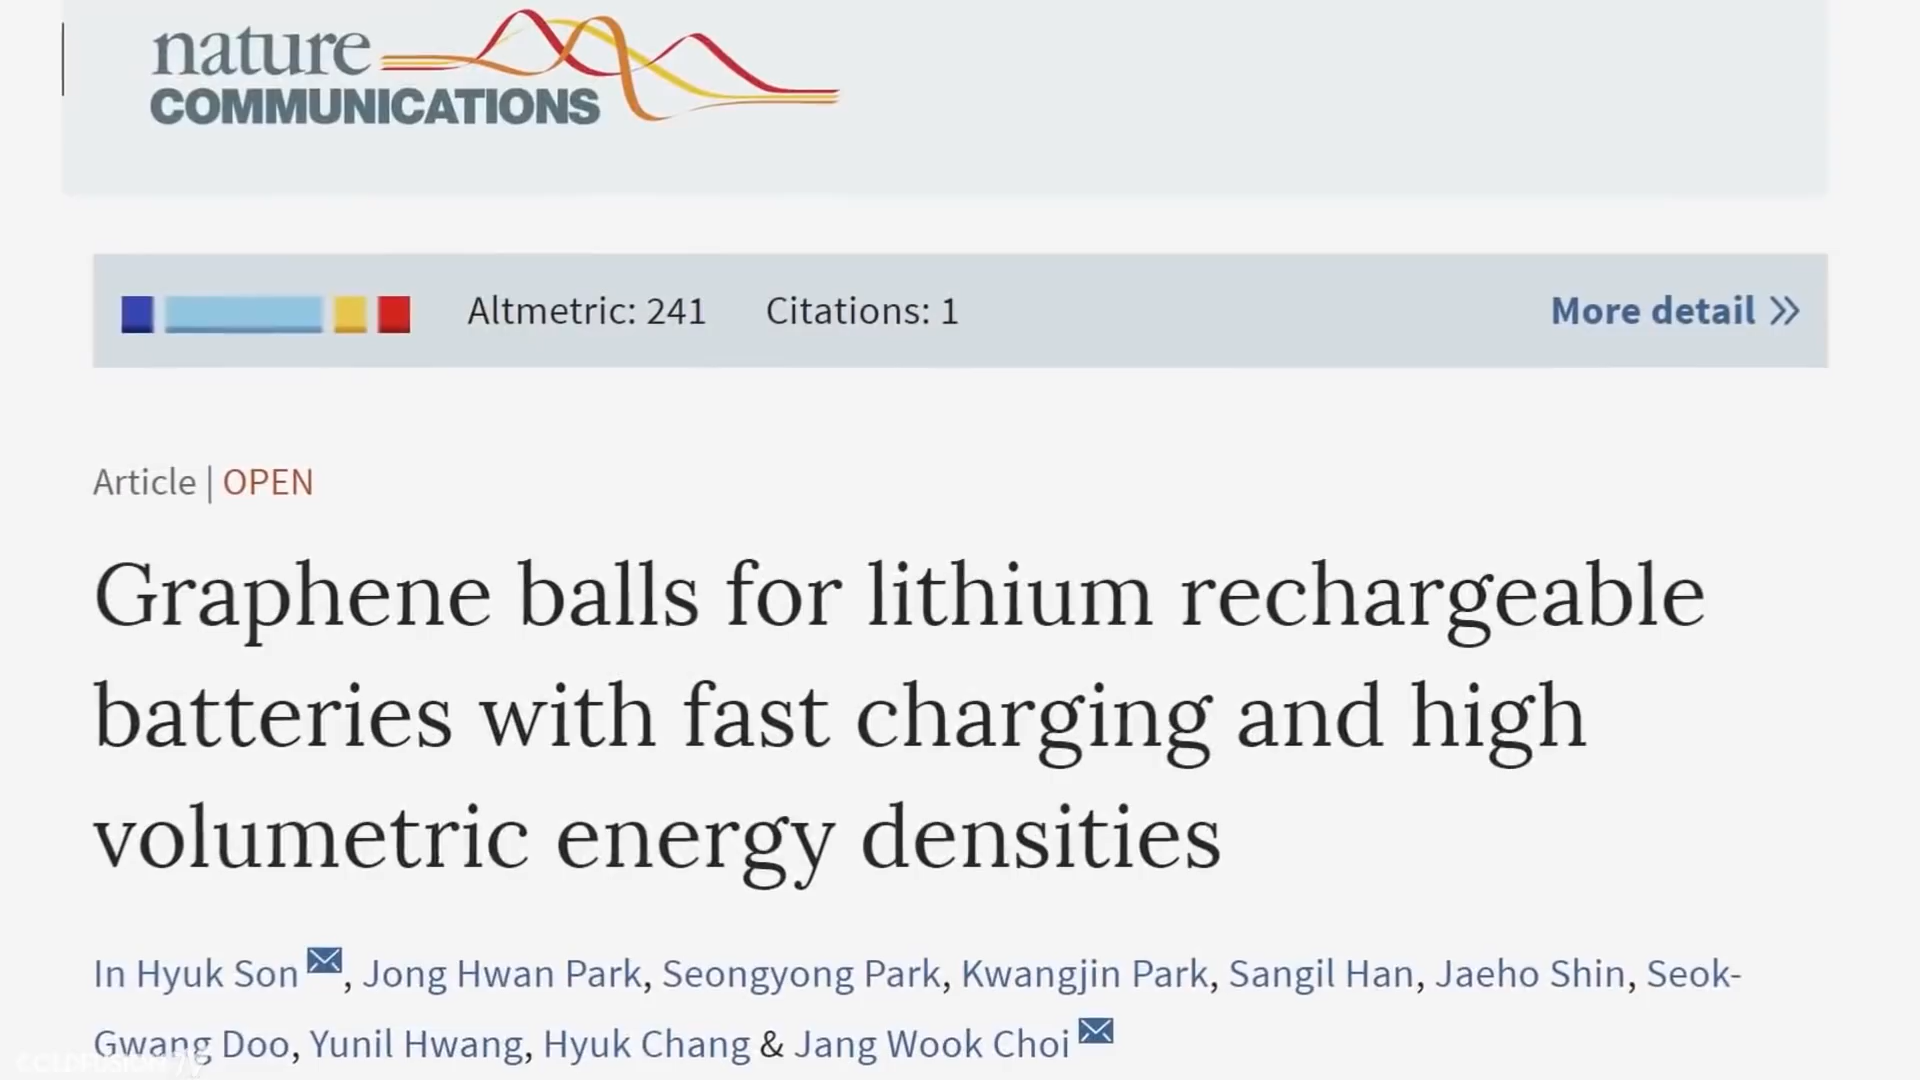 nature
COMMUNICATIONS
Altmetric: 241 Citations: 1 More detail »
Article | OPEN
Graphene balls for lithium rechargeable
batteries with fast charging and high
volumetric energy densities
In Hyuk Son, Jong Hwan Park, Seongyong Park, Kwangjin Park, Sangil Han, Jaeho Shin, Seok-
Gwang Doo, Yunil Hwang, Hyuk Chang & Jang Wook Choi